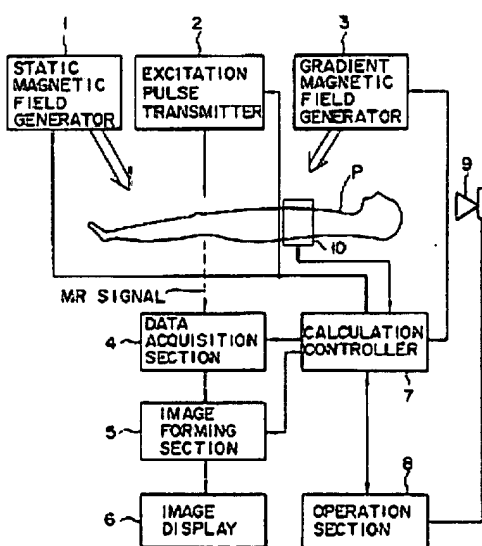 1
2
3
STATIC
MAGNETIC
FIELD
GENERATOR
EXCITATION
PULSE
TRANSMITTER
GRADIENT
MAGNETIC
FIELD
GENERATOR
9
P
10
MR SIGNAL
4
DATA
ACQUISITION
SECTION
CALCULATION
CONTROLLER
7
5
IMAGE
FORMING
SECTION
8
6
IMAGE
DISPLAY
OPERATION
SECTION